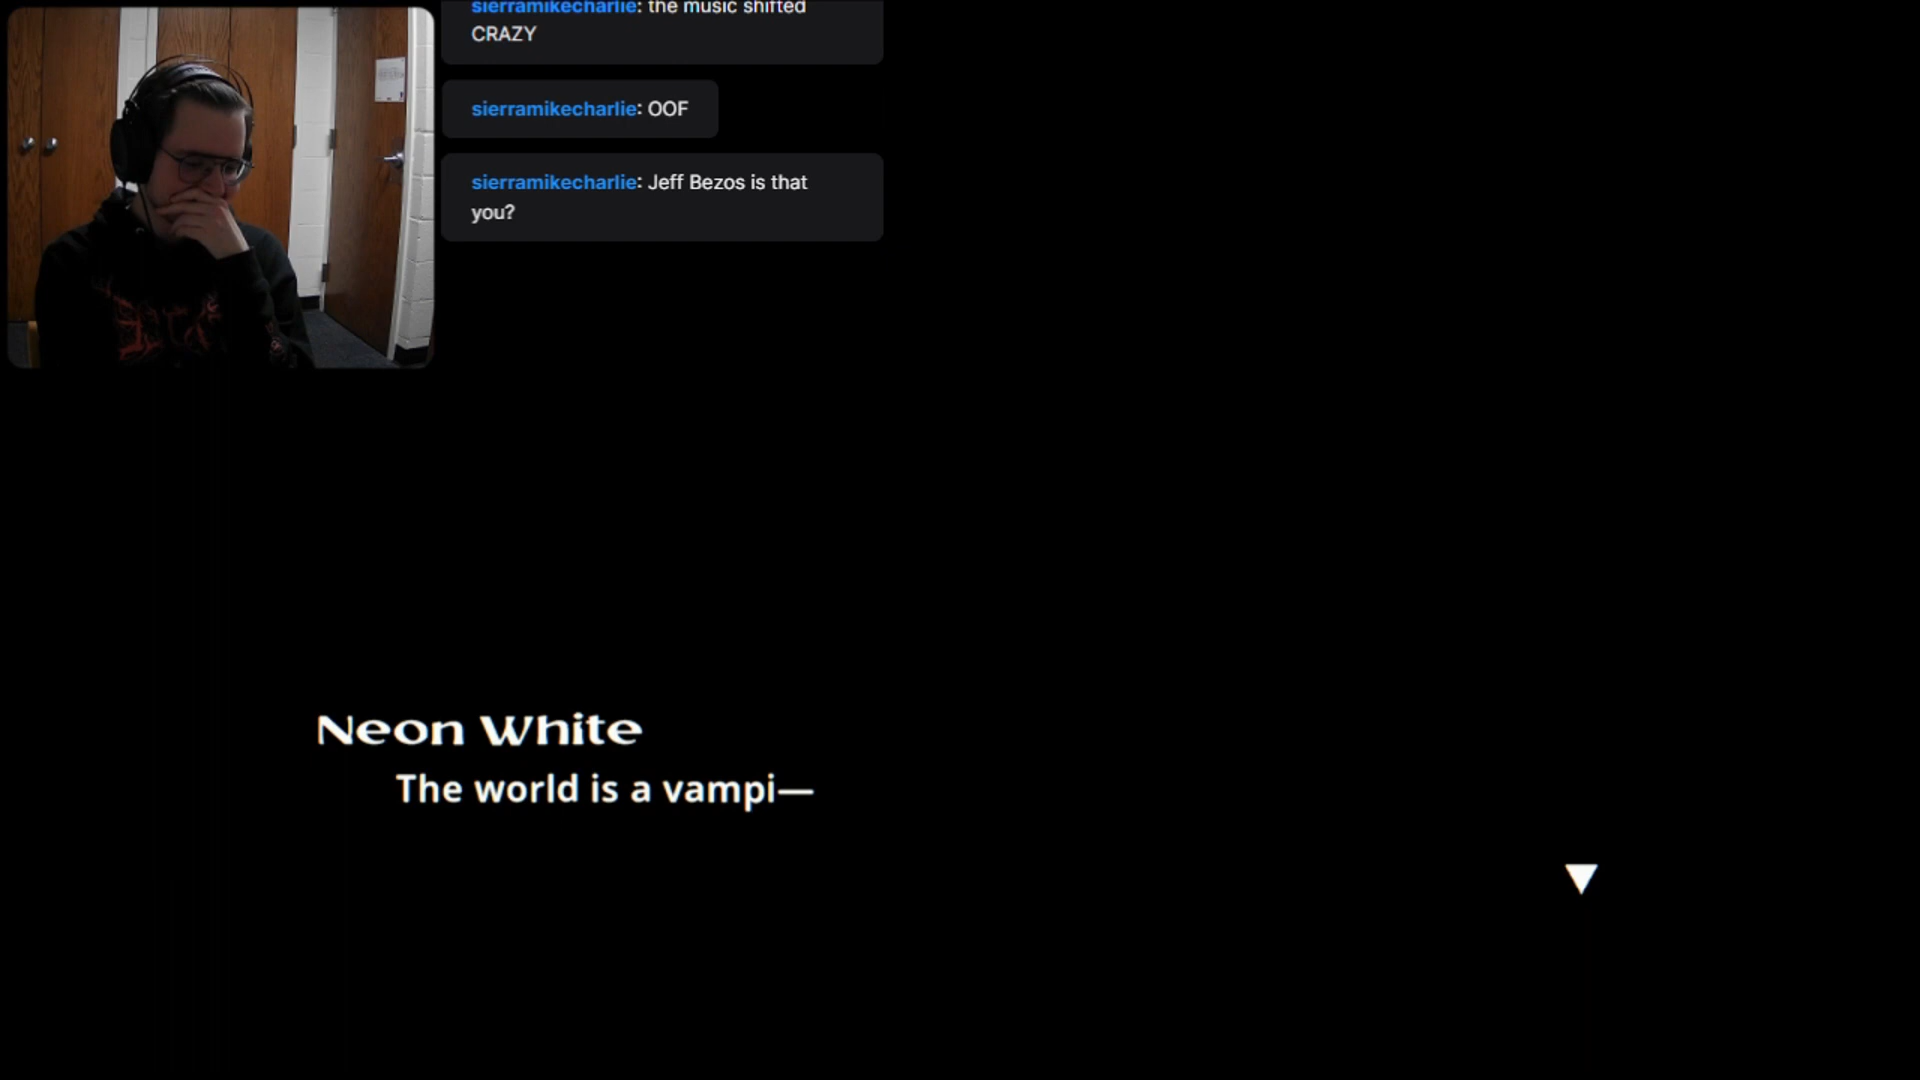 sierramikecharlie: the music shifted
CRAZY
sierramikecharlie: OOF
sierramikecharlie: Jeff Bezos is that
you?
Neon White
The world is a vampi—